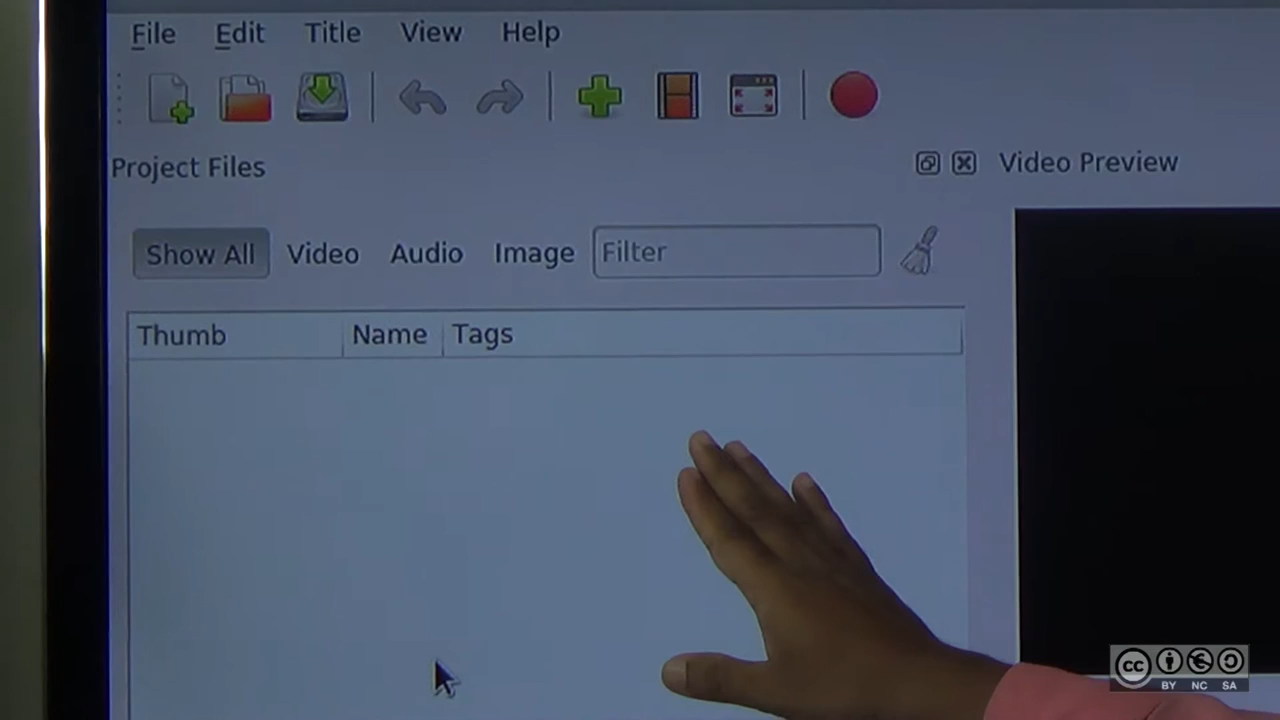 File Edit Title View Help
Project Files
Video Preview
Show All Video Audio Image Filter
Thumb Name Tags
cc
BY NC SA